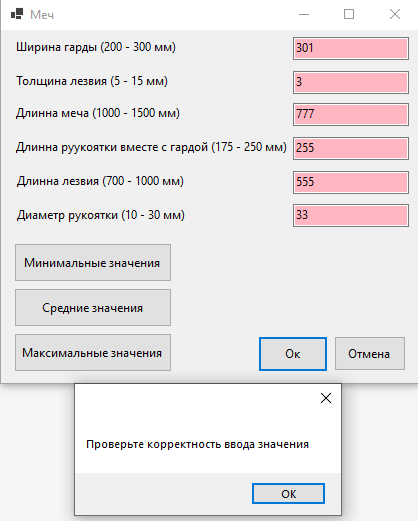 Меч
Ширина гарды (200 - 300 мм) 301
Толщина лезвия (5 - 15 мм) 3
Длинна меча (1000 - 1500 мм) 777
Длинна руукоятки вместе с гардой (175 - 250 мм) 255
Длинна лезвия (700 - 1000 мм) 555
Диаметр рукоятки (10 - 30 мм) 33
Минимальные значения
Средние значения
Максимальные значения Ок Отмена
Проверьте корректность ввода значения
ОК